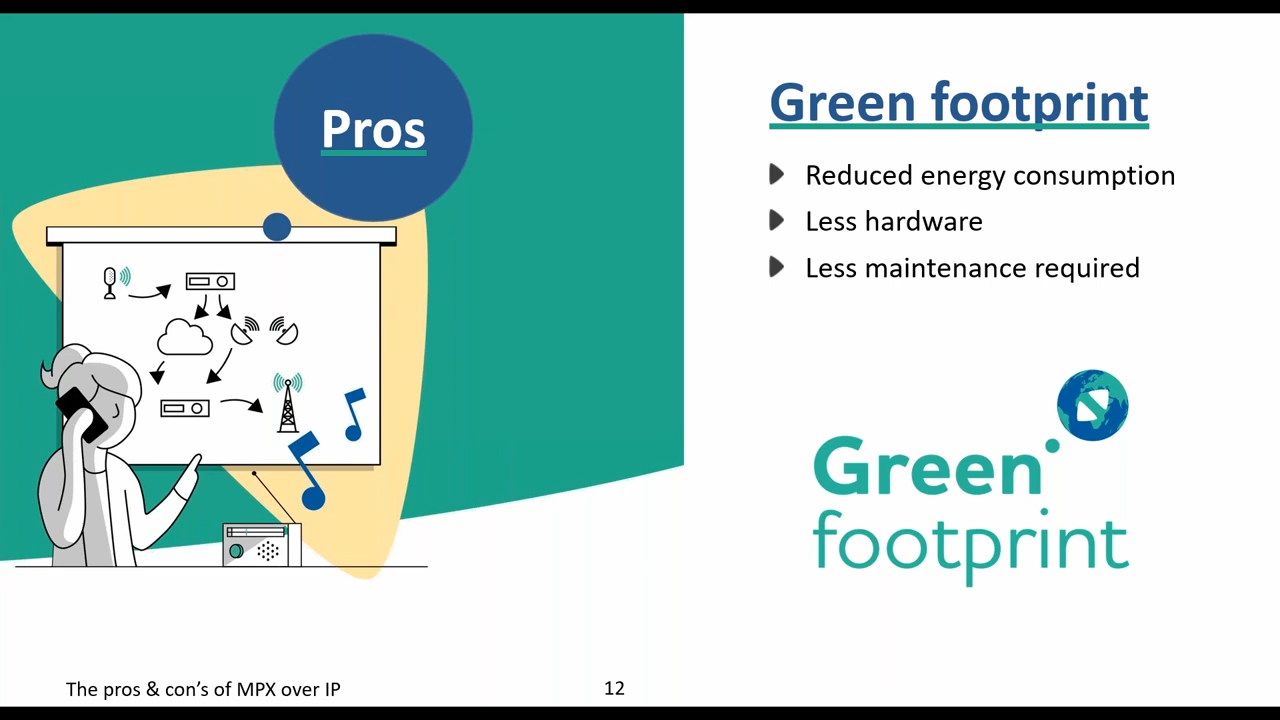 Pros
Green footprint
Reduced energy consumption
Less hardware
Less maintenance required
Green
footprint
The pros & con’s of MPX over IP
12